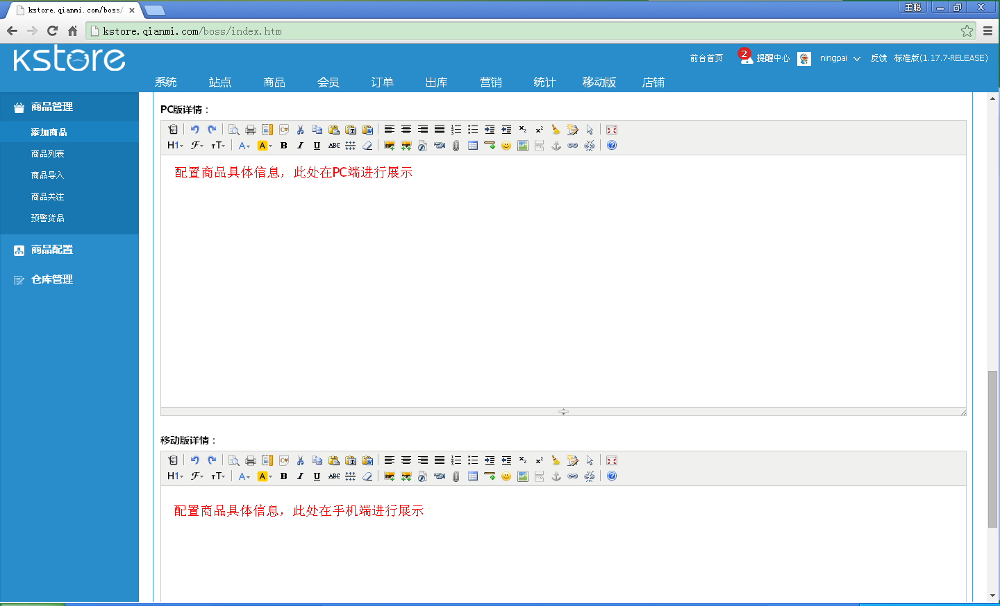 kstore.qianmi.com/boss/
王聪
kstore.qianmi.com/boss/index.htm
kstore
前台首页
2
提醒中心
ningpai
反馈
标准版(1.17.7-RELEASE)
系统 站点 商品 会员 订单 出库 营销 统计 移动版 店铺
商品管理
添加商品
商品列表
商品导入
商品关注
预警货品
商品配置
仓库管理
PC版详情：
H1 F TT A A B I U ABC
配置商品具体信息，此处在PC端进行展示
移动版详情：
H1 F TT A A B I U ABC
配置商品具体信息，此处在手机端进行展示